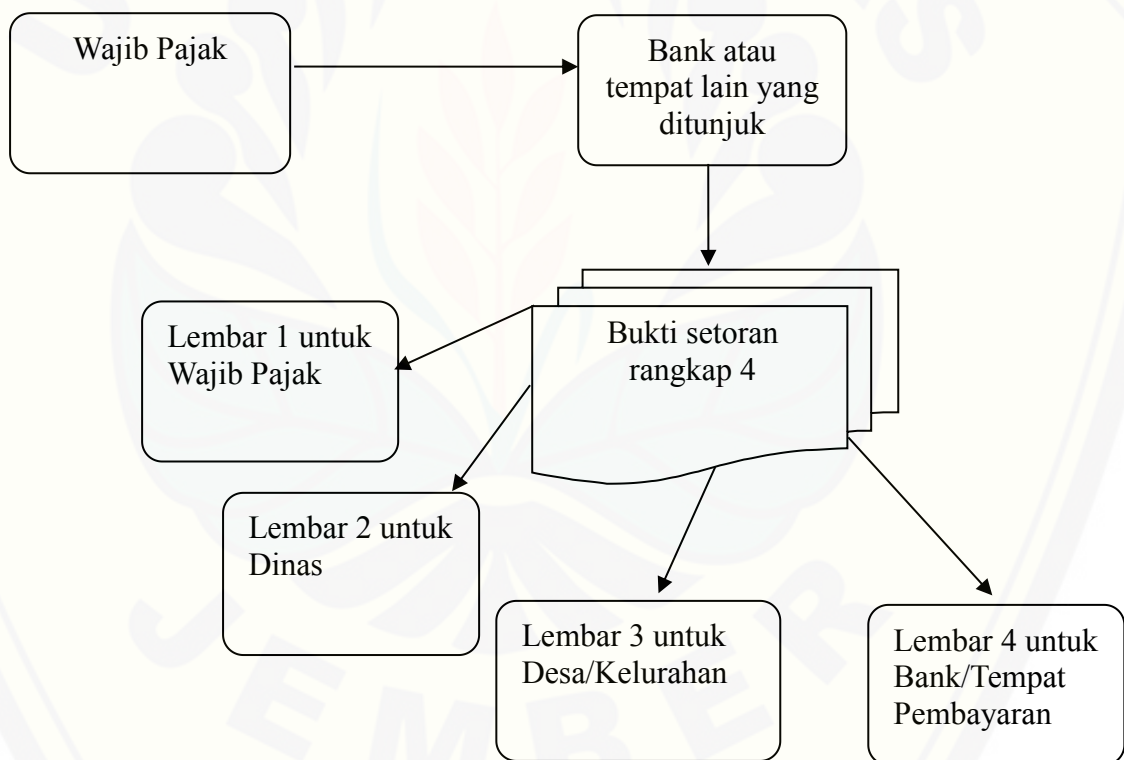 Wajib Pajak
Bank atau
tempat lain yang
ditunjuk
Bukti setoran
rangkap 4
Lembar 1 untuk
Wajib Pajak
Lembar 2 untuk
Dinas
Lembar 3 untuk
Desa/Kelurahan
Lembar 4 untuk
Bank/Tempat
Pembayaran
JEMBER